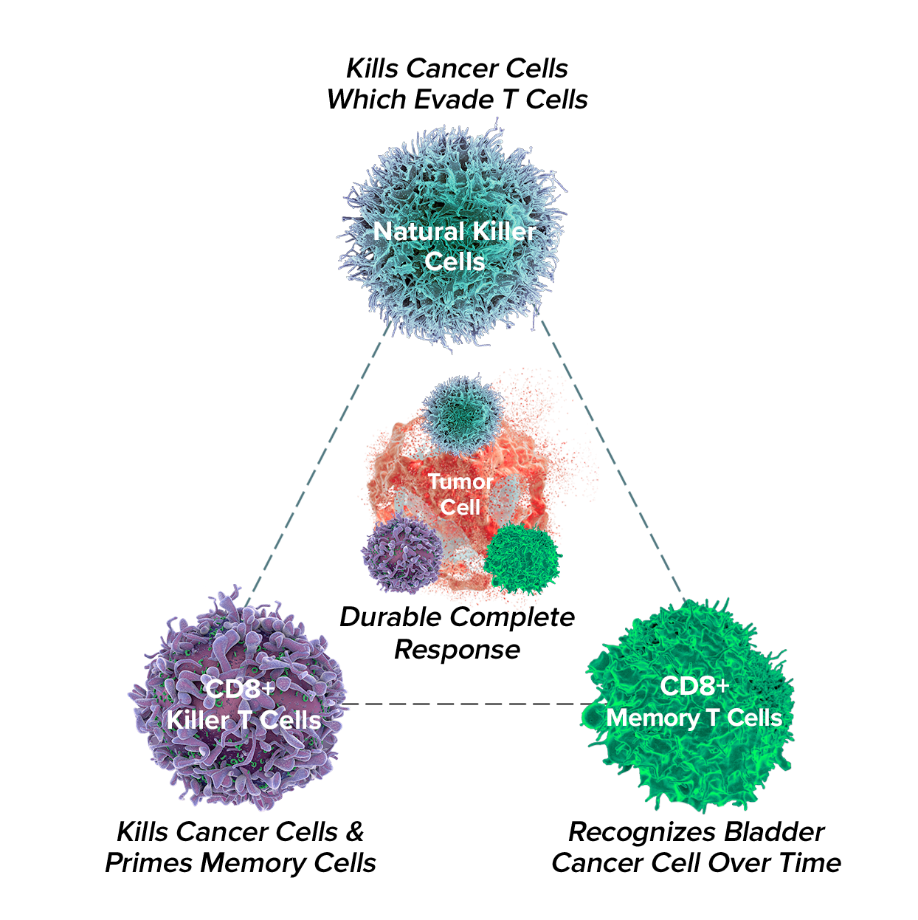 Kills Cancer Cells
Which Evade T Cells
Natural Killer
Cells
Tumor
Cell
Durable Complete
Response
CD8+
Killer T Cells
CD8+
Memory T Cells
Kills Cancer Cells &
Primes Memory Cells
Recognizes Bladder
Cancer Cell Over Time